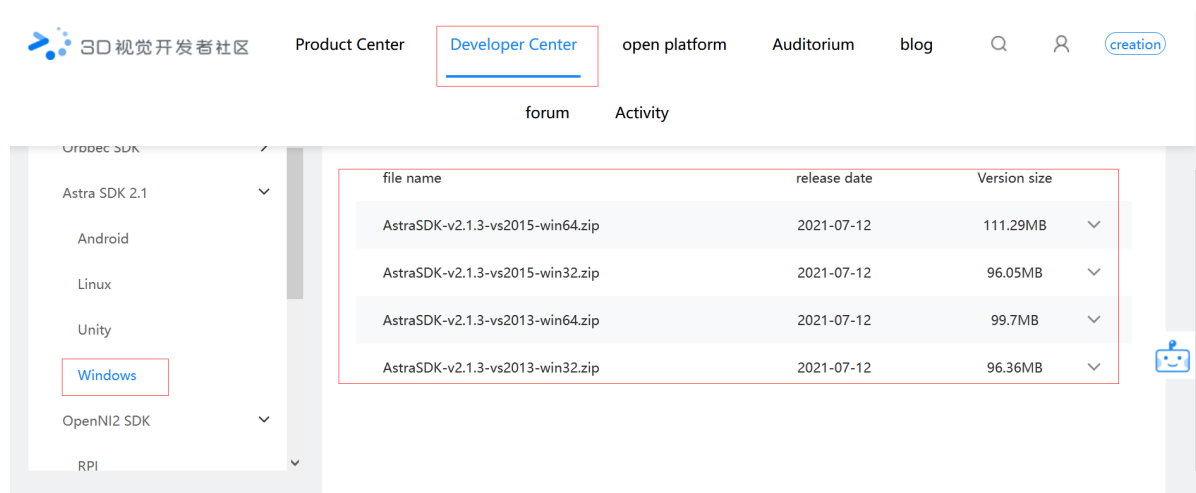 3D视觉开发者社区 Product Center Developer Center open platform Auditorium blog creation
forum Activity
Orbbec SDK
Astra SDK 2.1
Android
Linux
Unity
Windows
OpenNI2 SDK
RPI
file name release date Version size
AstraSDK-v2.1.3-vs2015-win64.zip 2021-07-12 111.29MB
AstraSDK-v2.1.3-vs2015-win32.zip 2021-07-12 96.05MB
AstraSDK-v2.1.3-vs2013-win64.zip 2021-07-12 99.7MB
AstraSDK-v2.1.3-vs2013-win32.zip 2021-07-12 96.36MB